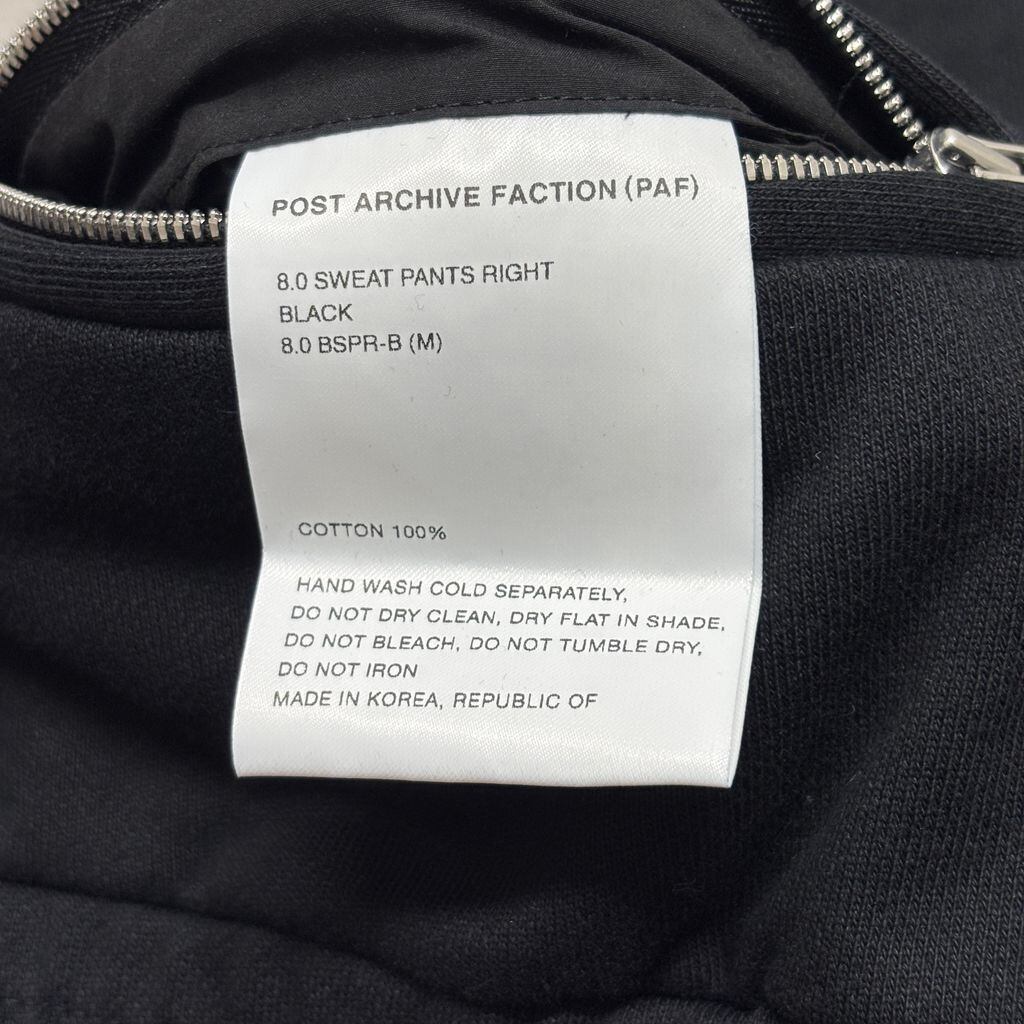 POST ARCHIVE FACTION (PAF)
8.0 SWEAT PANTS RIGHT
BLACK
8.0 BSPR-B (M)
COTTON 100%
HAND WASH COLD SEPARATELY,
DO NOT DRY CLEAN, DRY FLAT IN SHADE,
DO NOT BLEACH, DO NOT TUMBLE DRY,
DO NOT IRON
MADE IN KOREA, REPUBLIC OF